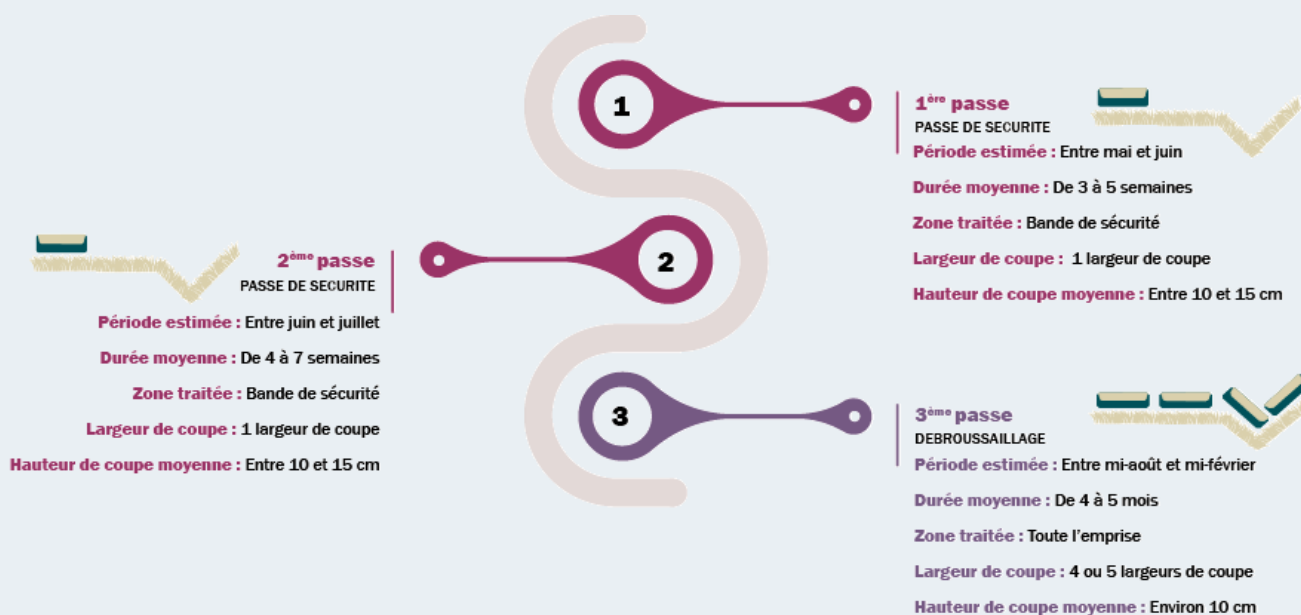 1
1ère passe
PASSE DE SECURITE
Période estimée : Entre mai et juin
Durée moyenne : De 3 à 5 semaines
Zone traitée : Bande de sécurité
Largeur de coupe : 1 largeur de coupe
Hauteur de coupe moyenne : Entre 10 et 15 cm
2
2ème passe
PASSE DE SECURITE
Période estimée : Entre juin et juillet
Durée moyenne : De 4 à 7 semaines
Zone traitée : Bande de sécurité
Largeur de coupe : 1 largeur de coupe
Hauteur de coupe moyenne : Entre 10 et 15 cm
3
3ème passe
DEBROUSSAILLAGE
Période estimée : Entre mi-août et mi-février
Durée moyenne : De 4 à 5 mois
Zone traitée : Toute l'emprise
Largeur de coupe : 4 ou 5 largeurs de coupe
Hauteur de coupe moyenne : Environ 10 cm